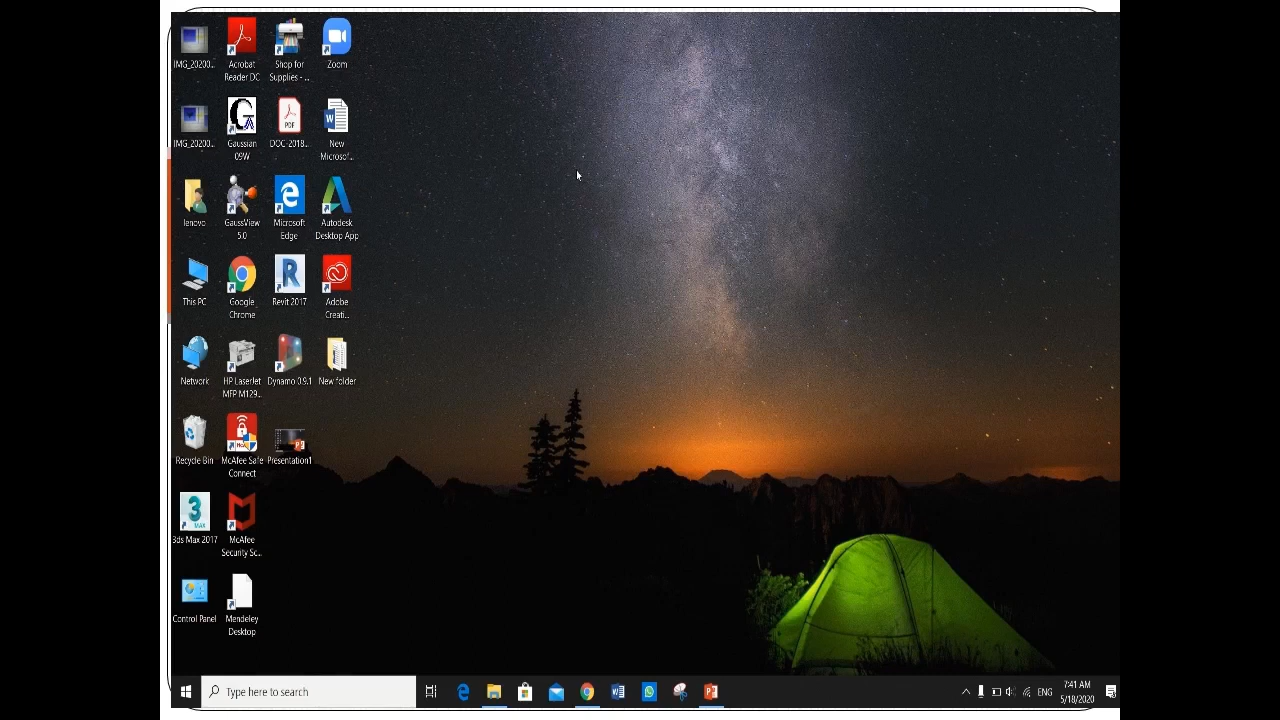 IMG_20200...
Acrobat
Reader DC
Shop for
Supplies - ...
Zoom
IMG_20200...
Gaussian
09W
PDF
DOC-2018...
W
New
Microsof...
lenovo
GaussView
5.0
Microsoft
Edge
Autodesk
Desktop App
This PC
Google
Chrome
R
Revit 2017
Adobe
Creati...
Network
HP LaserJet
MFP M129...
Dynamo 0.9.1
New folder
Recycle Bin
McAfee Safe
Connect
Presentation1
3
MAX
3ds Max 2017
McAfee
Security Sc...
Control Panel
Mendeley
Desktop
Type here to search
ENG
7:41 AM
5/18/2020